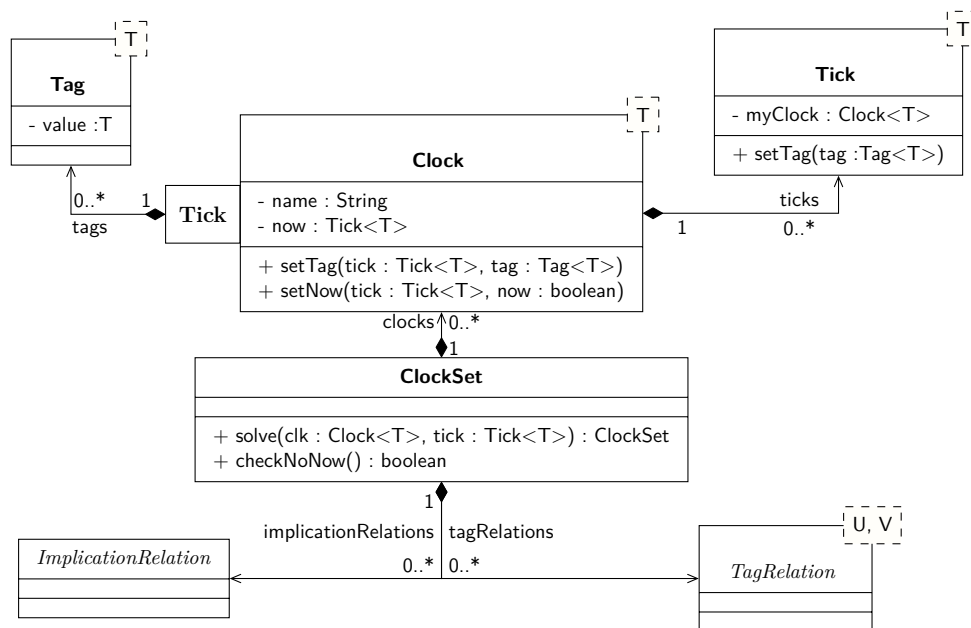 T
Tag
- value :T
T
Tick
- myClock : Clock<T>
+ setTag(tag :Tag<T>)
T
Clock
- name : String
- now : Tick<T>
+ setTag(tick : Tick<T>, tag : Tag<T>)
+ setNow(tick : Tick<T>, now : boolean)
Tick
0..*
1
tags
ticks
1
0..*
clocks
0..*
1
ClockSet
+ solve(clk : Clock<T>, tick : Tick<T>) : ClockSet
+ checkNoNow() : boolean
1
implicationRelations
tagRelations
0..*
0..*
ImplicationRelation
U, V
TagRelation